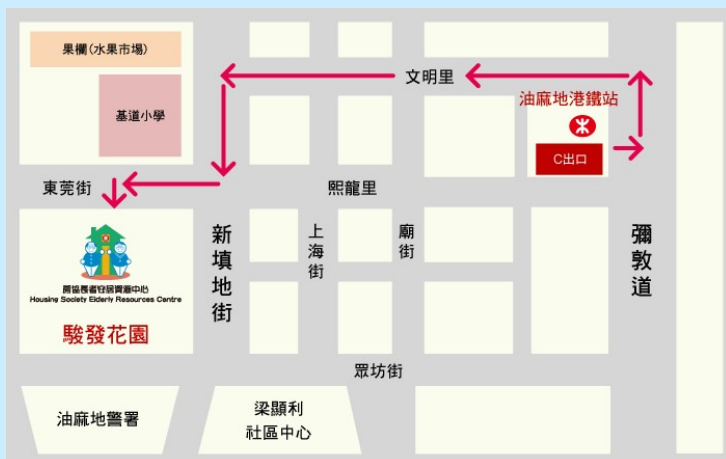 果欄(水果市場)
基道小學
文明里
油麻地港鐵站
C出口
東莞街
熙龍里
新填地街
上海街
廟街
彌敦道
房協長者安居資源中心
Housing Society Elderly Resources Centre
駿發花園
眾坊街
油麻地警署
梁顯利
社區中心